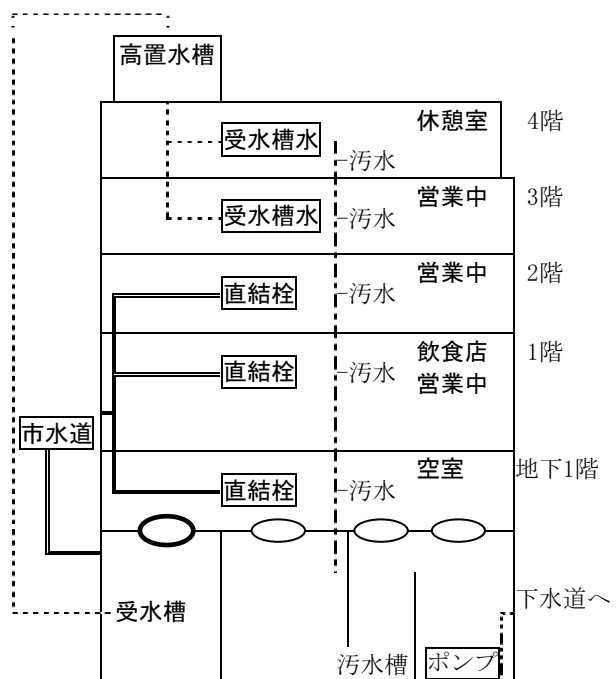 高置水槽
休憩室 4階
受水槽水
汚水
営業中 3階
受水槽水
汚水
営業中 2階
直結栓
汚水
飲食店 1階
直結栓
汚水
営業中
市水道
空室 地下1階
直結栓
汚水
受水槽
下水道へ
汚水槽
ポンプ